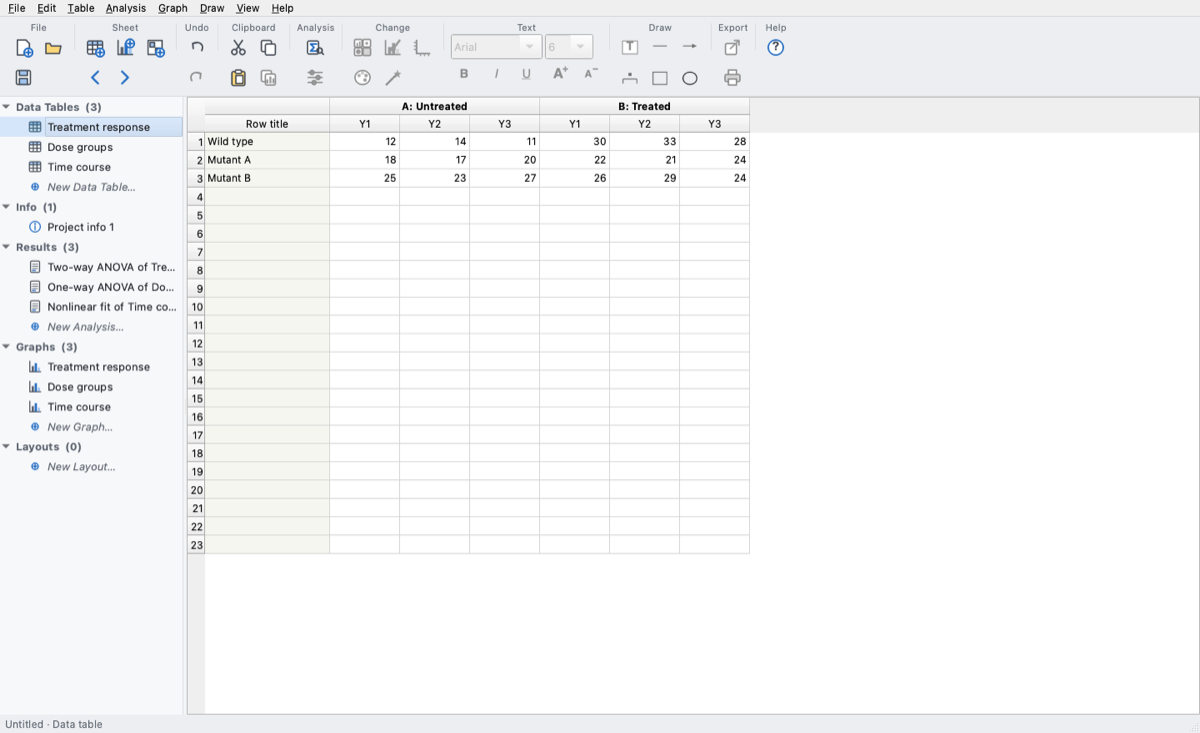 File Edit Table Analysis Graph Draw View Help
File Sheet Undo Clipboard Analysis Change Text Draw Export Help
Arial 6
T
B I U A+ A−
Data Tables (3)
Treatment response
Dose groups
Time course
New Data Table...
Info (1)
Project info 1
Results (3)
Two-way ANOVA of Tre...
One-way ANOVA of Do...
Nonlinear fit of Time co...
New Analysis...
Graphs (3)
Treatment response
Dose groups
Time course
New Graph...
Layouts (0)
New Layout...
A: Untreated B: Treated
Row title Y1 Y2 Y3 Y1 Y2 Y3
1 Wild type 12 14 11 30 33 28
2 Mutant A 18 17 20 22 21 24
3 Mutant B 25 23 27 26 29 24
4
5
6
7
8
9
10
11
12
13
14
15
16
17
18
19
20
21
22
23
Untitled · Data table